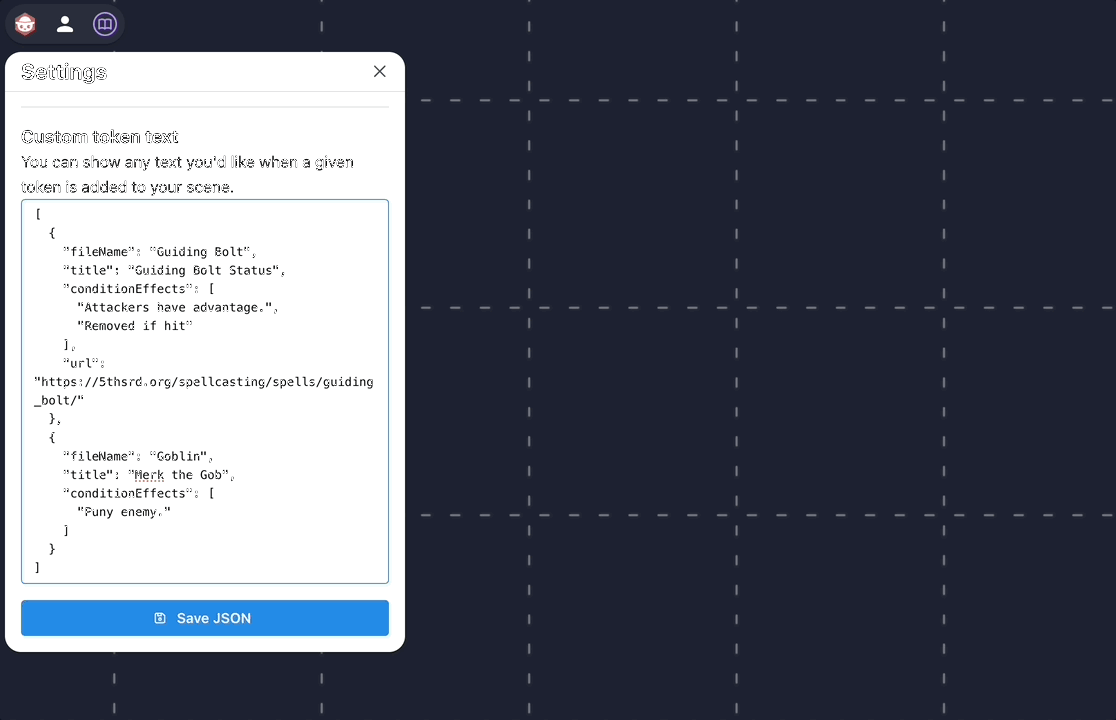 Settings
Custom token text
You can show any text you'd like when a given
token is added to your scene.
[
  {
    "fileName": "Guiding Bolt",
    "title": "Guiding Bolt Status",
    "conditionEffects": [
      "Attackers have advantage.",
      "Removed if hit"
    ],
    "url":
"https://5thsrd.org/spellcasting/spells/guiding
_bolt/"
  },
  {
    "fileName": "Goblin",
    "title": "Merk the Gob",
    "conditionEffects": [
      "Puny enemy."
    ]
  }
]
Save JSON